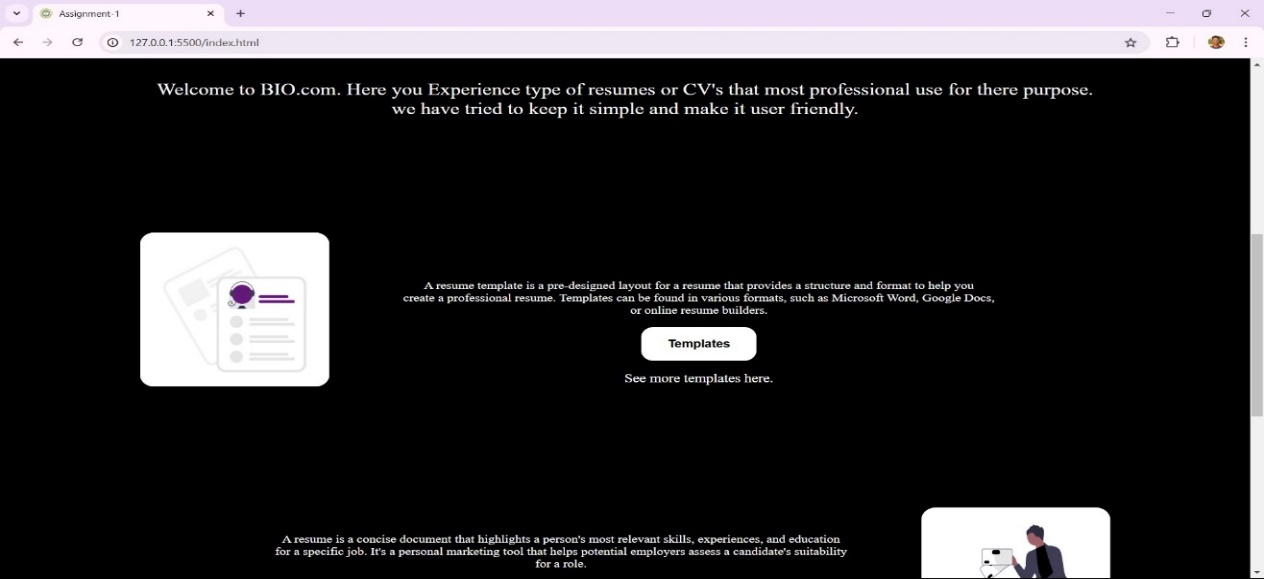 Assignment-1
127.0.0.1:5500/index.html
Welcome to BIO.com. Here you Experience type of resumes or CV's that most professional use for there purpose.
we have tried to keep it simple and make it user friendly.
A resume template is a pre-designed layout for a resume that provides a structure and format to help you
create a professional resume. Templates can be found in various formats, such as Microsoft Word, Google Docs,
or online resume builders.
Templates
See more templates here.
A resume is a concise document that highlights a person's most relevant skills, experiences, and education
for a specific job. It's a personal marketing tool that helps potential employers assess a candidate's suitability
for a role.